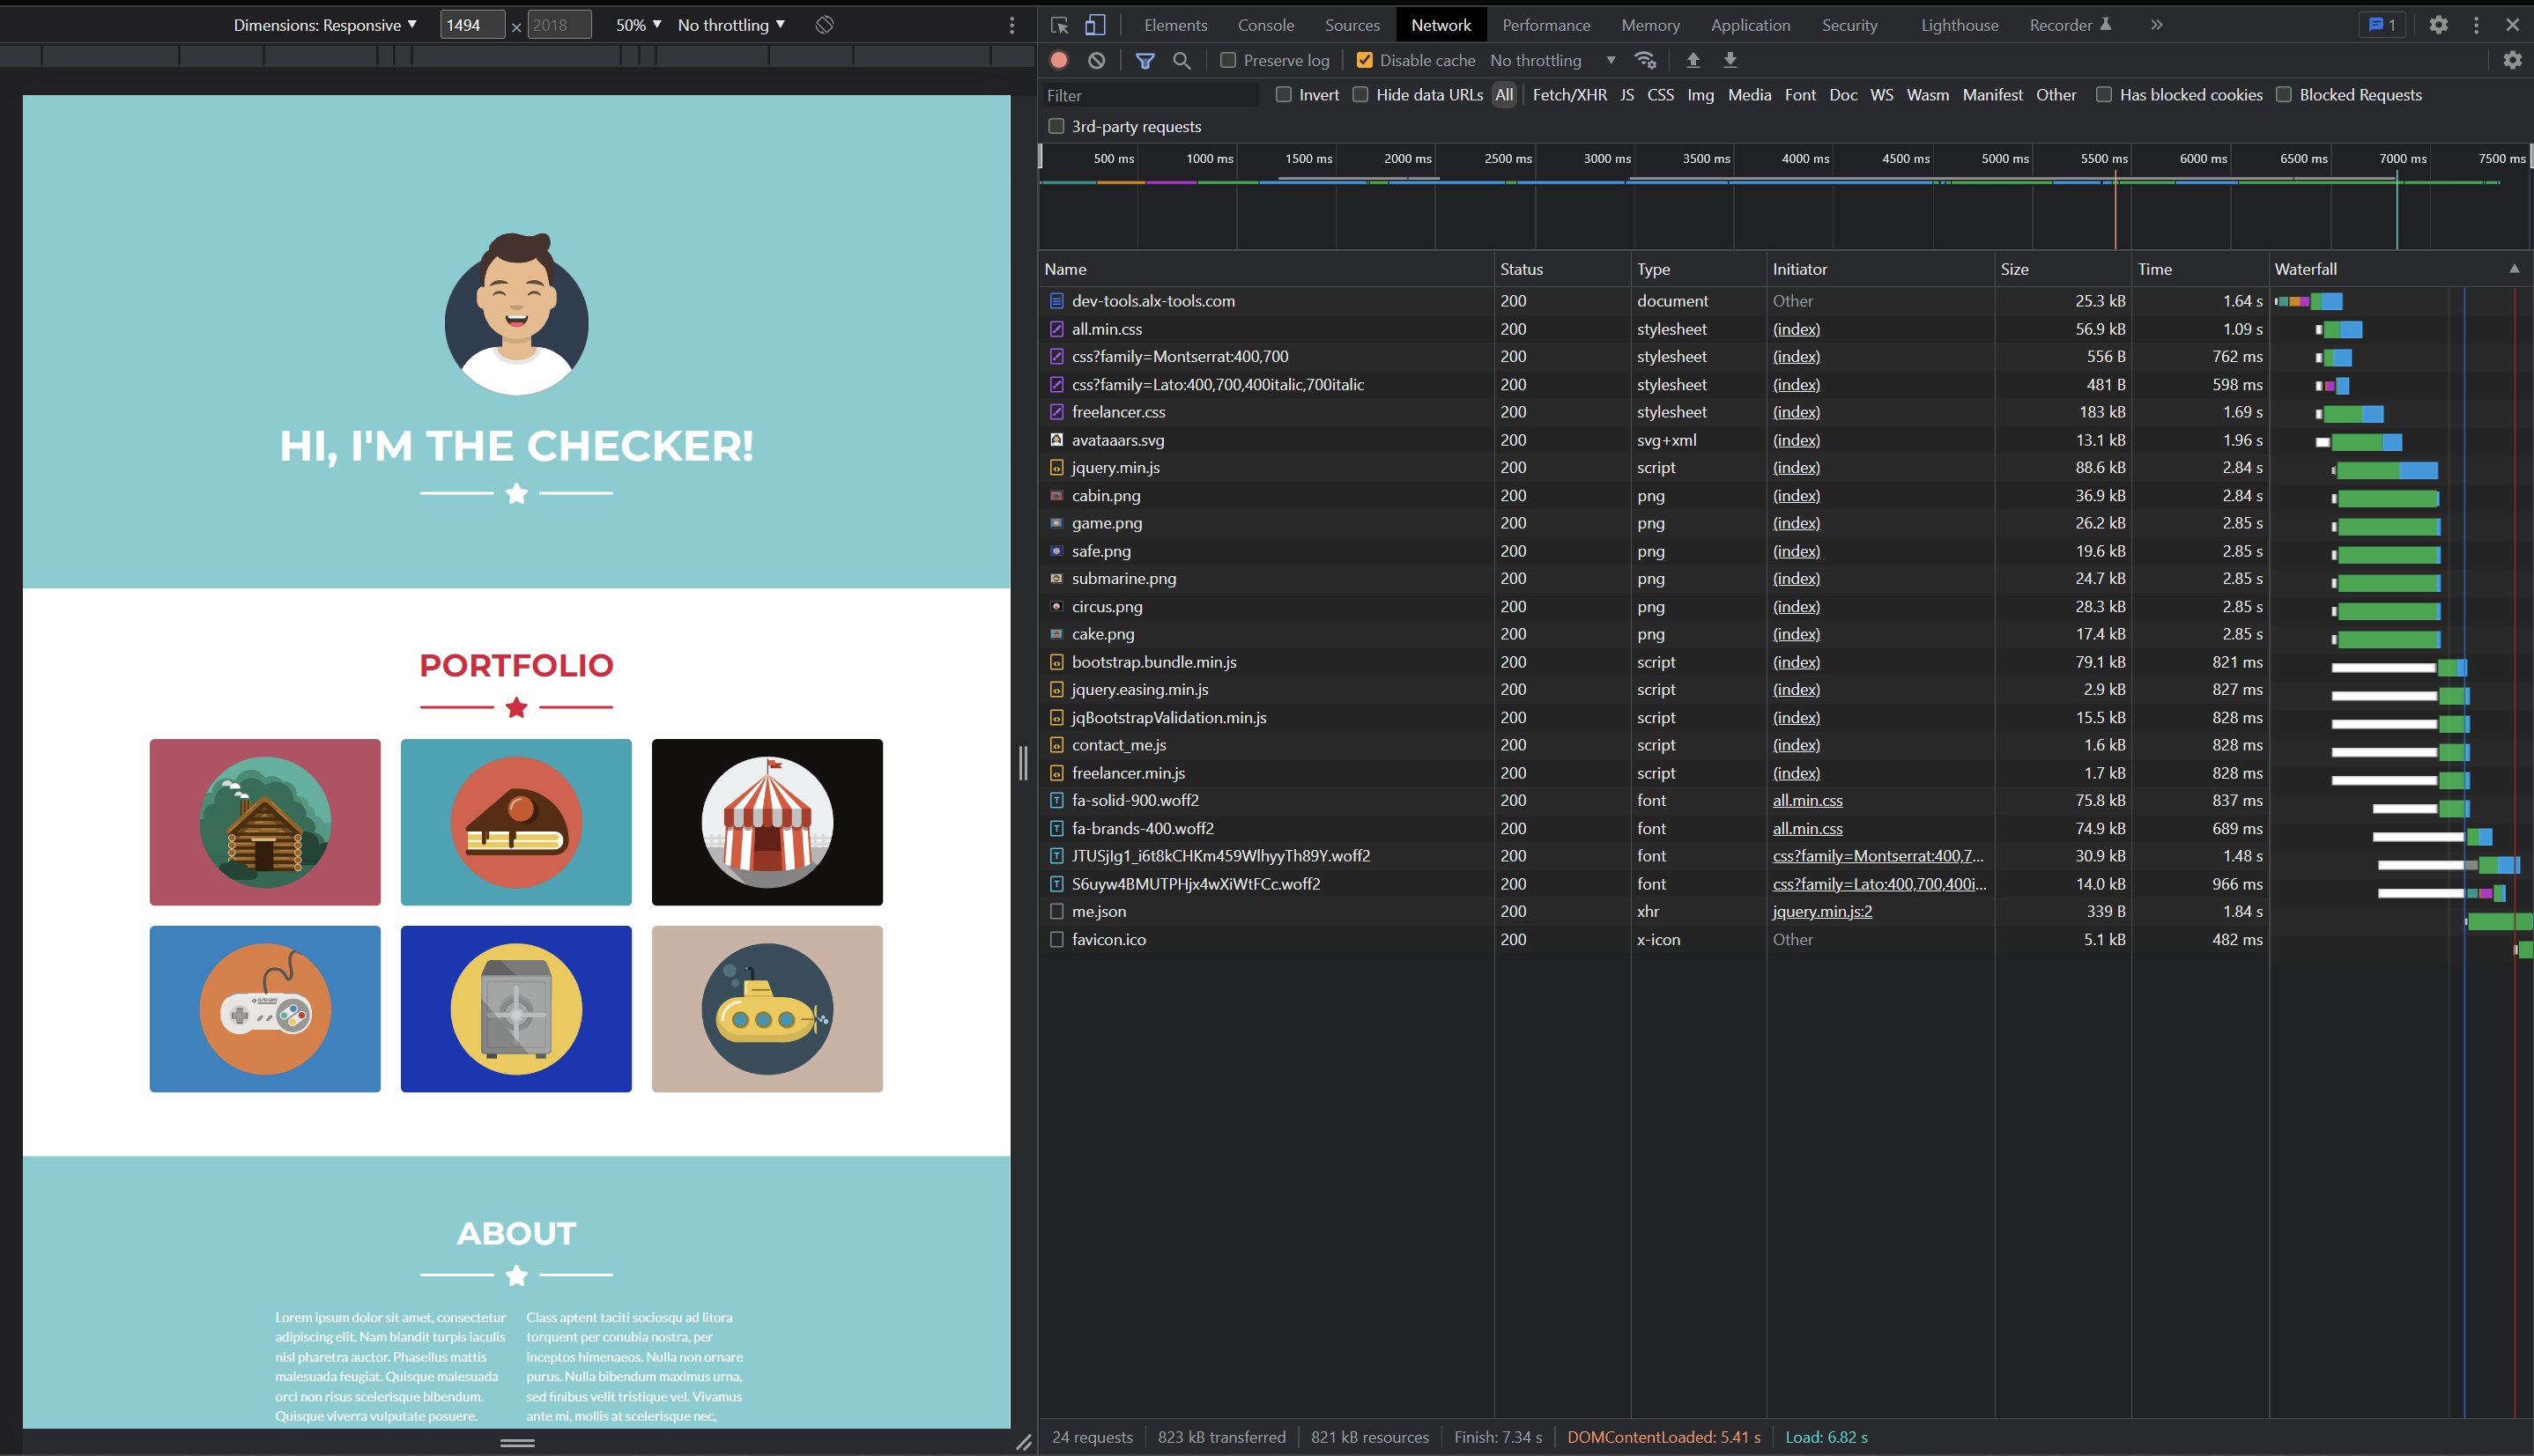 Dimensions: Responsive ▼ 1494 × 2018 50% ▼ No throttling ▼
HI, I'M THE CHECKER!
PORTFOLIO
ABOUT
Lorem ipsum dolor sit amet, consectetur
adipiscing elit. Nam blandit turpis iaculis
nisl pharetra auctor. Phasellus mattis
malesuada feugiat. Quisque malesuada
orci non risus scelerisque bibendum.
Quisque viverra vulputate posuere.
Class aptent taciti sociosqu ad litora
torquent per conubia nostra, per
inceptos himenaeos. Nulla non ornare
purus. Nulla bibendum maximus urna,
sed finibus velit tristique vel. Vivamus
ante mi, mollis at scelerisque nec,
Elements Console Sources Network Performance Memory Application Security Lighthouse Recorder 1
Preserve log Disable cache No throttling
Filter Invert Hide data URLs All Fetch/XHR JS CSS Img Media Font Doc WS Wasm Manifest Other Has blocked cookies Blocked Requests
3rd-party requests
500 ms 1000 ms 1500 ms 2000 ms 2500 ms 3000 ms 3500 ms 4000 ms 4500 ms 5000 ms 5500 ms 6000 ms 6500 ms 7000 ms 7500 ms
Name Status Type Initiator Size Time Waterfall
dev-tools.alx-tools.com 200 document Other 25.3 kB 1.64 s
all.min.css 200 stylesheet (index) 56.9 kB 1.09 s
css?family=Montserrat:400,700 200 stylesheet (index) 556 B 762 ms
css?family=Lato:400,700,400italic,700italic 200 stylesheet (index) 481 B 598 ms
freelancer.css 200 stylesheet (index) 183 kB 1.69 s
avataaars.svg 200 svg+xml (index) 13.1 kB 1.96 s
jquery.min.js 200 script (index) 88.6 kB 2.84 s
cabin.png 200 png (index) 36.9 kB 2.84 s
game.png 200 png (index) 26.2 kB 2.85 s
safe.png 200 png (index) 19.6 kB 2.85 s
submarine.png 200 png (index) 24.7 kB 2.85 s
circus.png 200 png (index) 28.3 kB 2.85 s
cake.png 200 png (index) 17.4 kB 2.85 s
bootstrap.bundle.min.js 200 script (index) 79.1 kB 821 ms
jquery.easing.min.js 200 script (index) 2.9 kB 827 ms
jqBootstrapValidation.min.js 200 script (index) 15.5 kB 828 ms
contact_me.js 200 script (index) 1.6 kB 828 ms
freelancer.min.js 200 script (index) 1.7 kB 828 ms
fa-solid-900.woff2 200 font all.min.css 75.8 kB 837 ms
fa-brands-400.woff2 200 font all.min.css 74.9 kB 689 ms
JTUSjIg1_i6t8kCHKm459WlhyyTh89Y.woff2 200 font css?family=Montserrat:400,7... 30.9 kB 1.48 s
S6uyw4BMUTPHjx4wXiWtFCc.woff2 200 font css?family=Lato:400,700,400i... 14.0 kB 966 ms
me.json 200 xhr jquery.min.js:2 339 B 1.84 s
favicon.ico 200 x-icon Other 5.1 kB 482 ms
24 requests 823 kB transferred 821 kB resources Finish: 7.34 s DOMContentLoaded: 5.41 s Load: 6.82 s